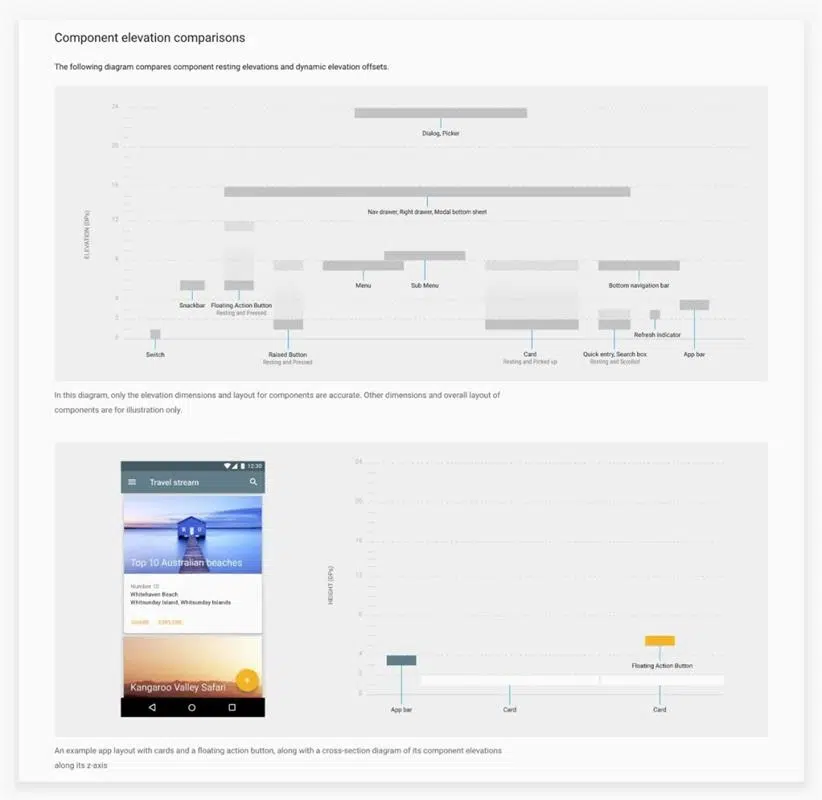 Component elevation comparisons
The following diagram compares component resting elevations and dynamic elevation offsets.
24
Dialog, Picker
20
16
Nav drawer, Right drawer, Modal bottom sheet
12
ELEVATION (DPs)
8
Menu
Sub Menu
Bottom navigation bar
4
Snackbar
Floating Action Button
Resting and Pressed
2
Refresh indicator
0
Switch
Raised Button
Resting and Pressed
Card
Resting and Picked up
Quick entry, Search box
Resting and Scrolled
App bar
In this diagram, only the elevation dimensions and layout for components are accurate. Other dimensions and overall layout of
components are for illustration only.
12:30
Travel stream
Top 10 Australian beaches
Number 10
Whitehaven Beach
Whitsunday Island, Whitsunday Islands
SHARE EXPLORE
Kangaroo Valley Safari
24
20
16
12
HEIGHT (DPs)
8
4
Floating Action Button
2
0
App bar
Card
Card
An example app layout with cards and a floating action button, along with a cross-section diagram of its component elevations
along its z-axis